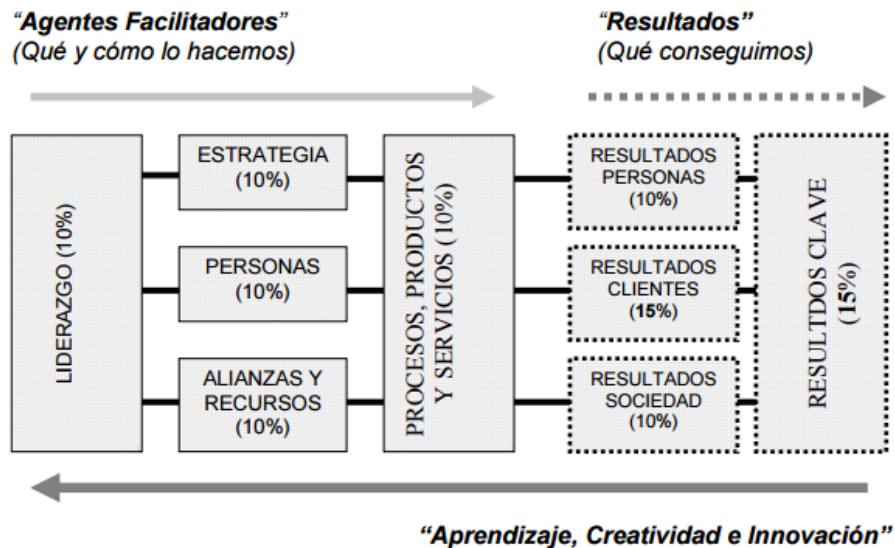 “Agentes Facilitadores”
(Qué y cómo lo hacemos)
“Resultados”
(Qué conseguimos)
LIDERAZGO (10%)
ESTRATEGIA
(10%)
PERSONAS
(10%)
ALIANZAS Y
RECURSOS
(10%)
PROCESOS, PRODUCTOS
Y SERVICIOS (10%)
RESULTADOS
PERSONAS
(10%)
RESULTADOS
CLIENTES
(15%)
RESULTADOS
SOCIEDAD
(10%)
RESULTDOS CLAVE
(15%)
“Aprendizaje, Creatividad e Innovación”